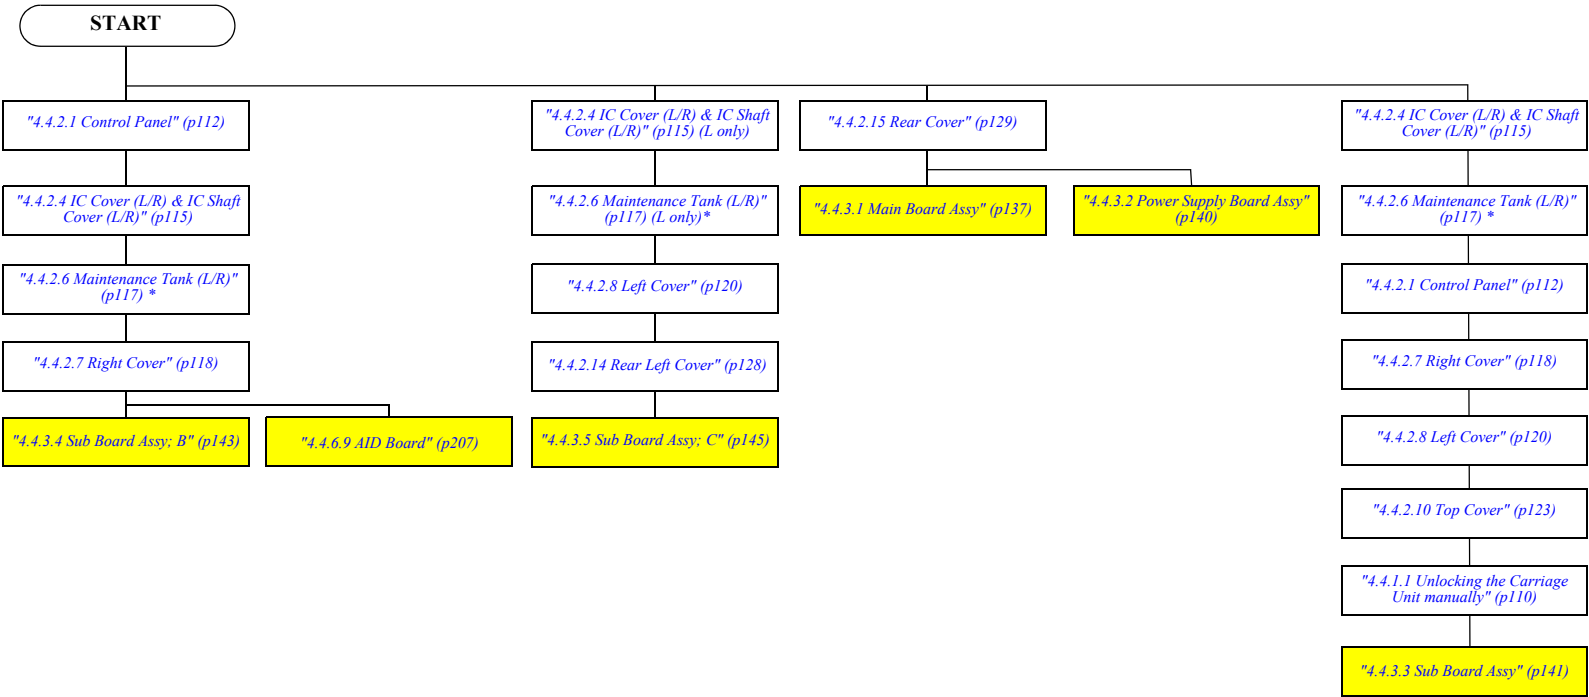 START
"4.4.2.1 Control Panel" (p112)
"4.4.2.4 IC Cover (L/R) & IC Shaft
Cover (L/R)" (p115)
"4.4.2.6 Maintenance Tank (L/R)"
(p117) *
"4.4.2.7 Right Cover" (p118)
"4.4.3.4 Sub Board Assy; B" (p143)
"4.4.6.9 AID Board" (p207)
"4.4.2.4 IC Cover (L/R) & IC Shaft
Cover (L/R)" (p115) (L only)
"4.4.2.6 Maintenance Tank (L/R)"
(p117) (L only)*
"4.4.2.8 Left Cover" (p120)
"4.4.2.14 Rear Left Cover" (p128)
"4.4.3.5 Sub Board Assy; C" (p145)
"4.4.2.15 Rear Cover" (p129)
"4.4.3.1 Main Board Assy" (p137)
"4.4.3.2 Power Supply Board Assy"
(p140)
"4.4.2.4 IC Cover (L/R) & IC Shaft
Cover (L/R)" (p115)
"4.4.2.6 Maintenance Tank (L/R)"
(p117) *
"4.4.2.1 Control Panel" (p112)
"4.4.2.7 Right Cover" (p118)
"4.4.2.8 Left Cover" (p120)
"4.4.2.10 Top Cover" (p123)
"4.4.1.1 Unlocking the Carriage
Unit manually" (p110)
"4.4.3.3 Sub Board Assy" (p141)